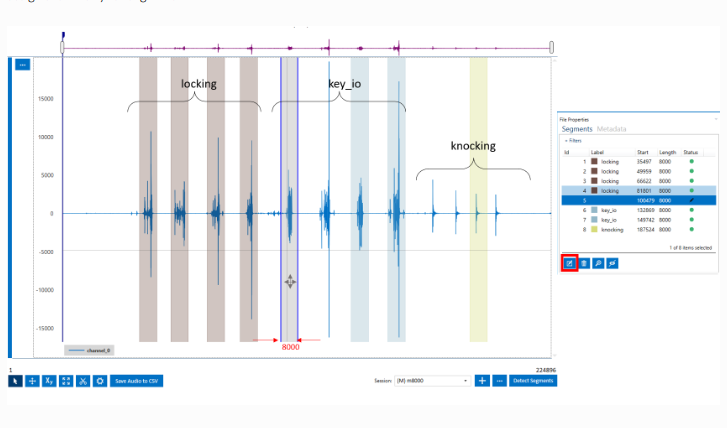 locking
key_io
knocking
15000
10000
5000
0
-5000
-10000
-15000
channel_0
8000
1
224896
Save Audio to CSV
Session: (M) m8000
Detect Segments
File Properties
Segments Metadata
Filters
Id Label Start Length Status
1 locking 35497 8000
2 locking 49959 8000
3 locking 66622 8000
4 locking 81801 8000
5 100479 8000
6 key_io 132869 8000
7 key_io 149742 8000
8 knocking 187524 8000
1 of 8 items selected